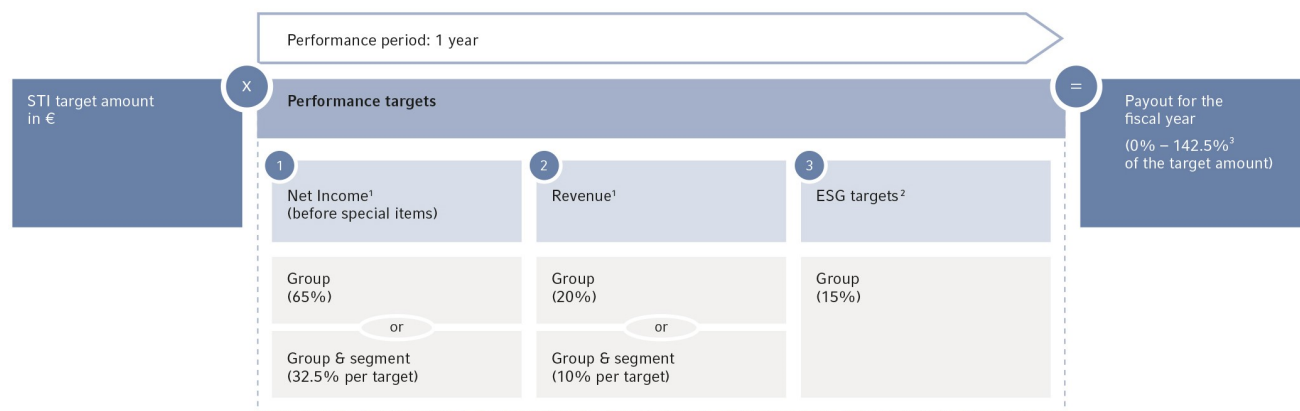 Performance period: 1 year
STI target amount
in €
x
Performance targets
=
Payout for the
fiscal year
(0% – 142.5%³
of the target amount)
1
Net Income¹
(before special items)
2
Revenue¹
3
ESG targets²
Group
(65%)
or
Group & segment
(32.5% per target)
Group
(20%)
or
Group & segment
(10% per target)
Group
(15%)